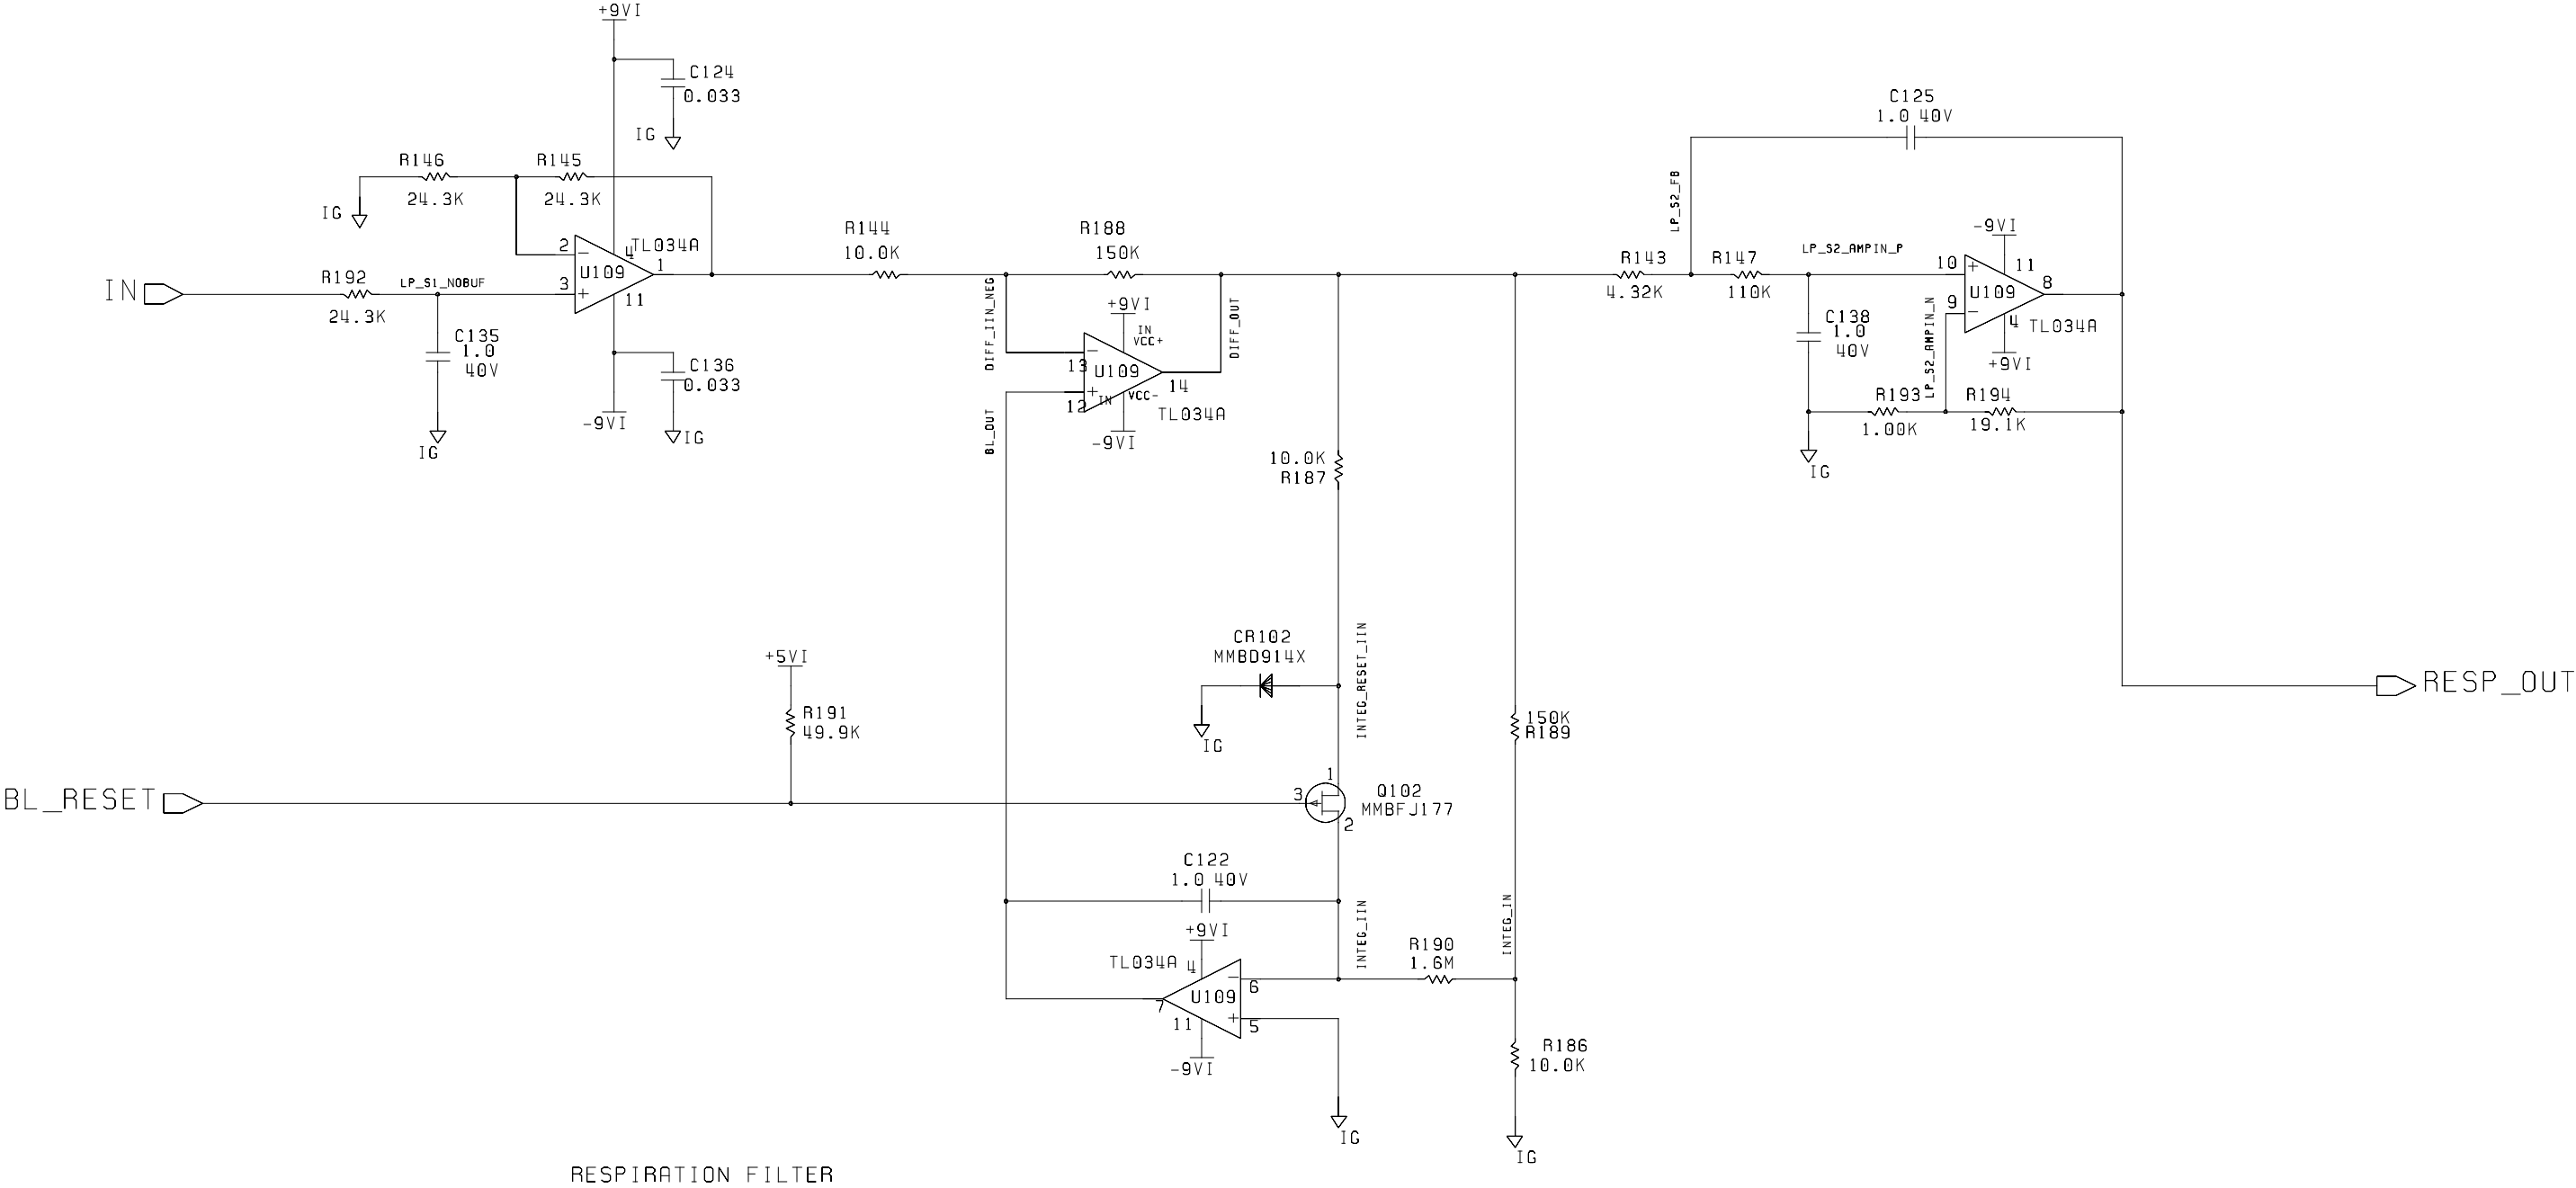 +9VI
C124
0.033
IG
R146
24.3K
R145
24.3K
IG
2
4
TL034A
U109
1
3
11
IN
R192
24.3K
LP_S1_NOBUF
C135
1.0
40V
IG
C136
0.033
-9VI
IG
R144
10.0K
R188
150K
DIFF_IIN_NEG
+9VI
IN
VCC+
13
U109
14
12
IN
VCC-
TL034A
-9VI
DIFF_OUT
BL_OUT
10.0K
R187
C125
1.0 40V
LP_S2_FB
R143
4.32K
R147
110K
LP_S2_AMPIN_P
-9VI
10
11
U109
8
9
4
TL034A
+9VI
C138
1.0
40V
LP_S2_AMPIN_N
R193
1.00K
R194
19.1K
IG
CR102
MMBD914X
INTEG_RESET_IIN
IG
+5VI
R191
49.9K
150K
R189
RESP_OUT
BL_RESET
1
3
Q102
MMBFJ177
2
C122
1.0 40V
INTEG_IIN
INTEG_IN
+9VI
TL034A
4
U109
6
7
11
5
-9VI
R190
1.6M
R186
10.0K
IG
IG
RESPIRATION FILTER